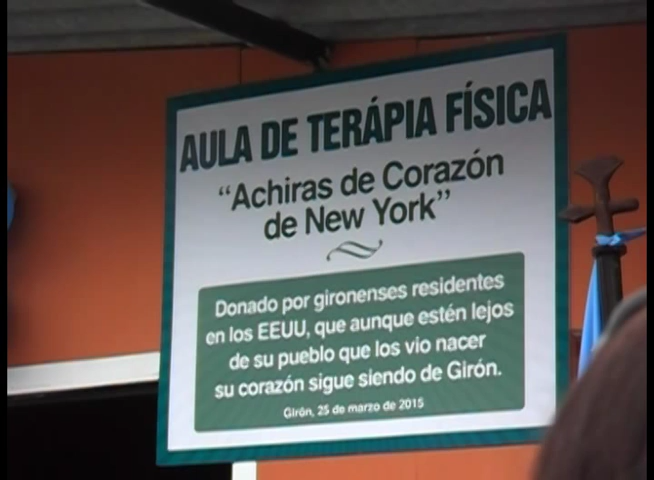 AULA DE TERÁPIA FÍSICA
“Achiras de Corazón
de New York”
Donado por gironenses residentes
en los EEUU, que aunque estén lejos
de su pueblo que los vio nacer
su corazón sigue siendo de Girón.
Girón, 25 de marzo de 2015